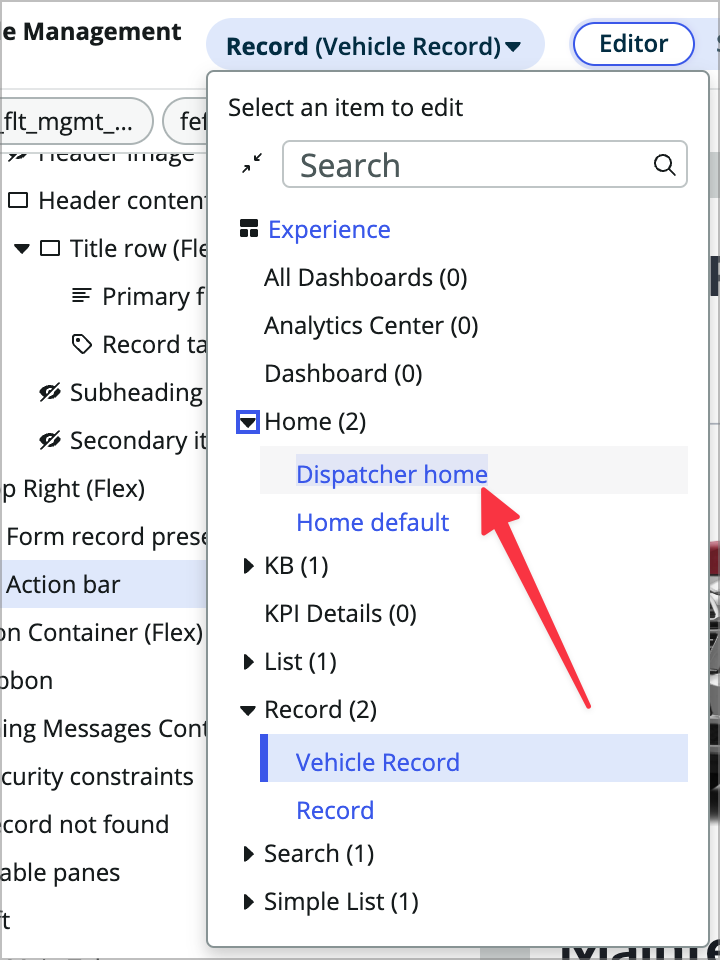 e Management
Record (Vehicle Record)
Editor
_flt_mgmt_...
fef
Select an item to edit
Search
Header image
Header conten
Title row (Fle
Primary f
Record ta
Subheading
Secondary it
p Right (Flex)
Form record prese
Action bar
on Container (Flex)
bbon
ing Messages Cont
curity constraints
ecord not found
able panes
ft
Experience
All Dashboards (0)
Analytics Center (0)
Dashboard (0)
Home (2)
Dispatcher home
Home default
KB (1)
KPI Details (0)
List (1)
Record (2)
Vehicle Record
Record
Search (1)
Simple List (1)